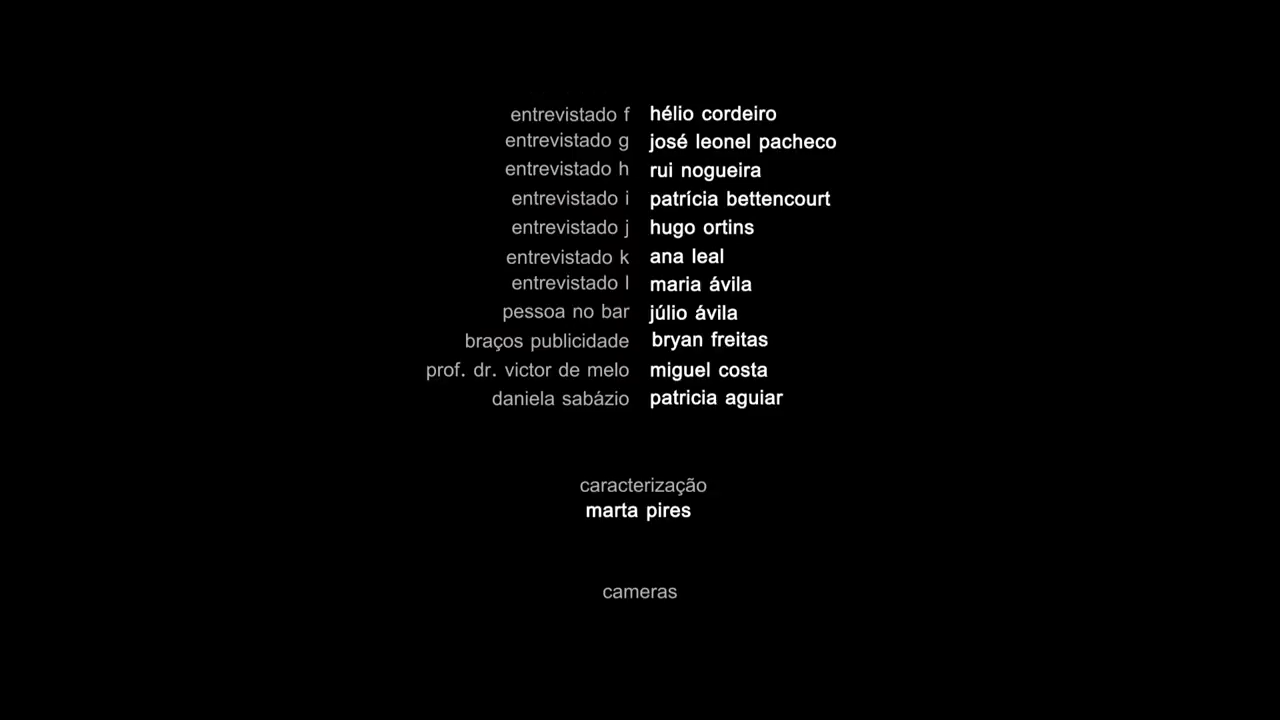 entrevistado f hélio cordeiro
entrevistado g josé leonel pacheco
entrevistado h rui nogueira
entrevistado i patrícia bettencourt
entrevistado j hugo ortins
entrevistado k ana leal
entrevistado l maria ávila
pessoa no bar júlio ávila
braços publicidade bryan freitas
prof. dr. victor de melo miguel costa
daniela sabázio patricia aguiar
caracterização
marta pires
cameras